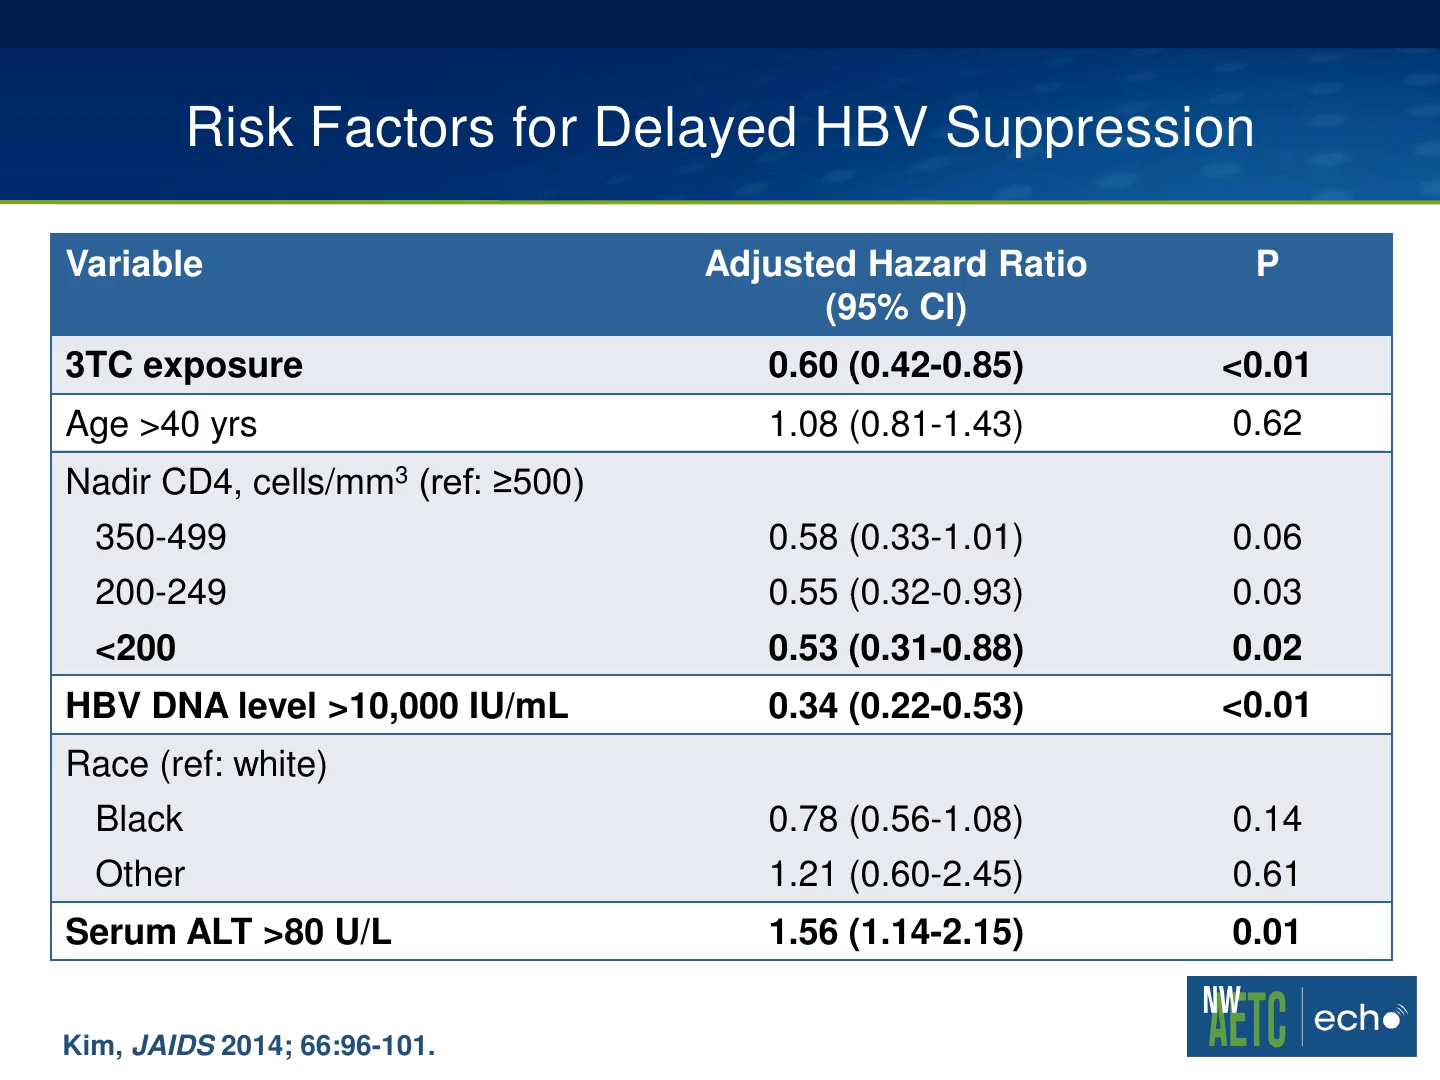 Risk Factors for Delayed HBV Suppression
Variable Adjusted Hazard Ratio P
(95% CI)
3TC exposure 0.60 (0.42-0.85) <0.01
Age >40 yrs 1.08 (0.81-1.43) 0.62
Nadir CD4, cells/mm³ (ref: ≥500)
350-499 0.58 (0.33-1.01) 0.06
200-249 0.55 (0.32-0.93) 0.03
<200 0.53 (0.31-0.88) 0.02
HBV DNA level >10,000 IU/mL 0.34 (0.22-0.53) <0.01
Race (ref: white)
Black 0.78 (0.56-1.08) 0.14
Other 1.21 (0.60-2.45) 0.61
Serum ALT >80 U/L 1.56 (1.14-2.15) 0.01
NW
AETC echo
Kim, JAIDS 2014; 66:96-101.